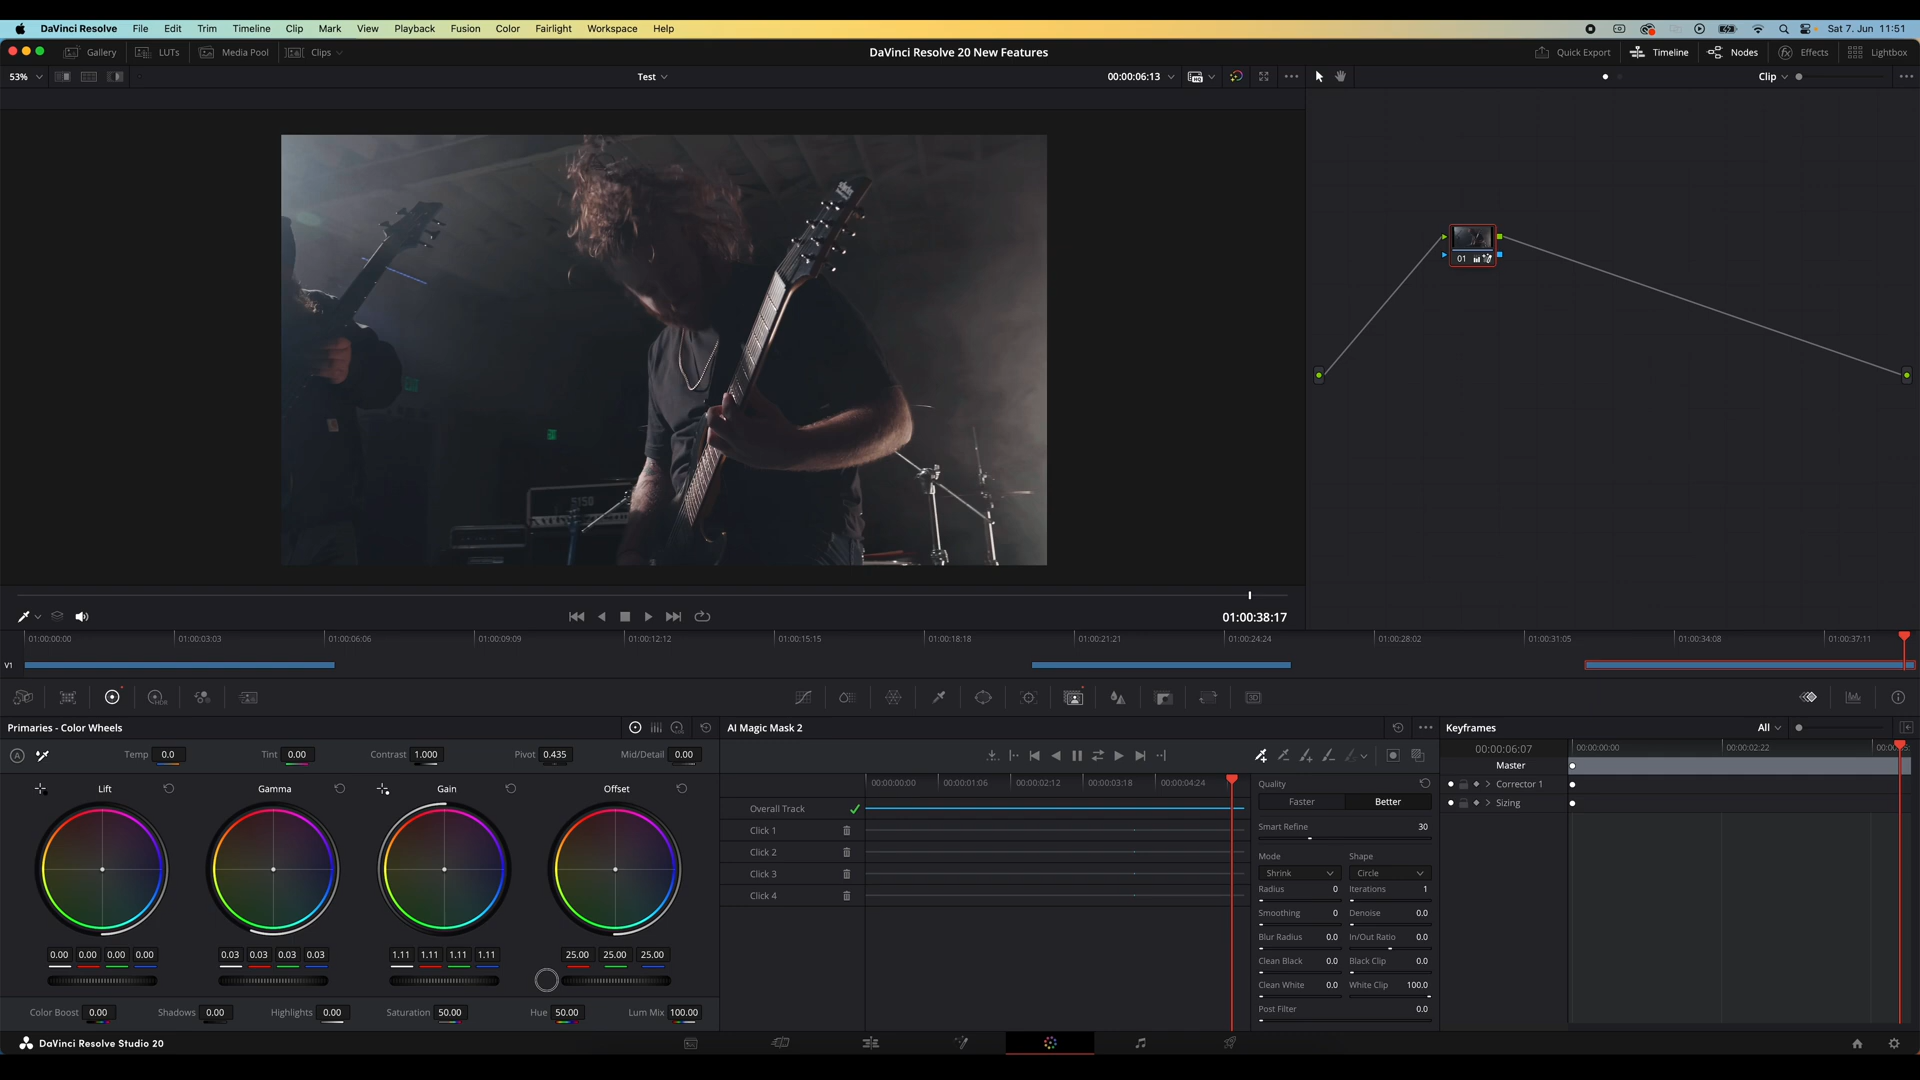 DaVinci Resolve File Edit Trim Timeline Clip Mark View Playback Fusion Color Fairlight Workspace Help Sat 7. Jun 11:51
Gallery LUTs Media Pool Clips DaVinci Resolve 20 New Features Quick Export Timeline Nodes Effects Lightbox
53% Test 00:00:06:13 Clip
01
5150
01:00:38:17
01:00:00:00 01:00:03:03 01:00:06:06 01:00:09:09 01:00:12:12 01:00:15:15 01:00:18:18 01:00:21:21 01:00:24:24 01:00:28:02 01:00:31:05 01:00:34:08 01:00:37:11
V1
HDR 3D
Primaries - Color Wheels AI Magic Mask 2 Keyframes All
A Temp 0.0 Tint 0.00 Contrast 1.000 Pivot 0.435 Mid/Detail 0.00 00:00:06:07 00:00:00:00 00:00:02:22
Master
Lift Gamma Gain Offset 00:00:00:00 00:00:01:06 00:00:02:12 00:00:03:18 00:00:04:24 Quality Corrector 1
Overall Track Faster Better Sizing
Click 1 Smart Refine 30
Click 2 Mode Shape
Click 3 Shrink Circle
Click 4 Radius 0 Iterations 1
Smoothing 0 Denoise 0.0
Blur Radius 0.0 In/Out Ratio 0.0
0.00 0.00 0.00 0.00 0.03 0.03 0.03 0.03 1.11 1.11 1.11 1.11 25.00 25.00 25.00 Clean Black 0.0 Black Clip 0.0
Clean White 0.0 White Clip 100.0
Color Boost 0.00 Shadows 0.00 Highlights 0.00 Saturation 50.00 Hue 50.00 Lum Mix 100.00 Post Filter 0.0
DaVinci Resolve Studio 20